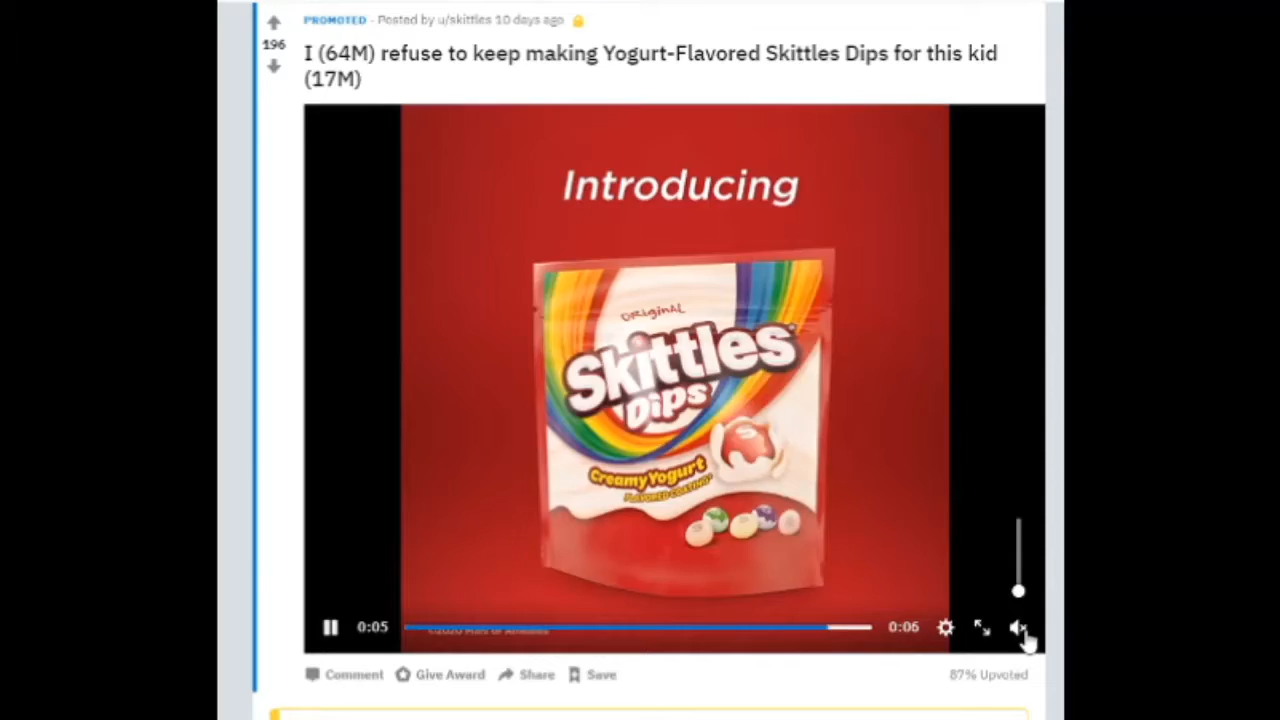 PROMOTED · Posted by u/skittles 10 days ago
196
I (64M) refuse to keep making Yogurt-Flavored Skittles Dips for this kid
(17M)
Introducing
ORIGINAL
Skittles
Dips
Creamy Yogurt
FLAVORED COATING*
0:05
0:06
Comment
Give Award
Share
Save
87% Upvoted